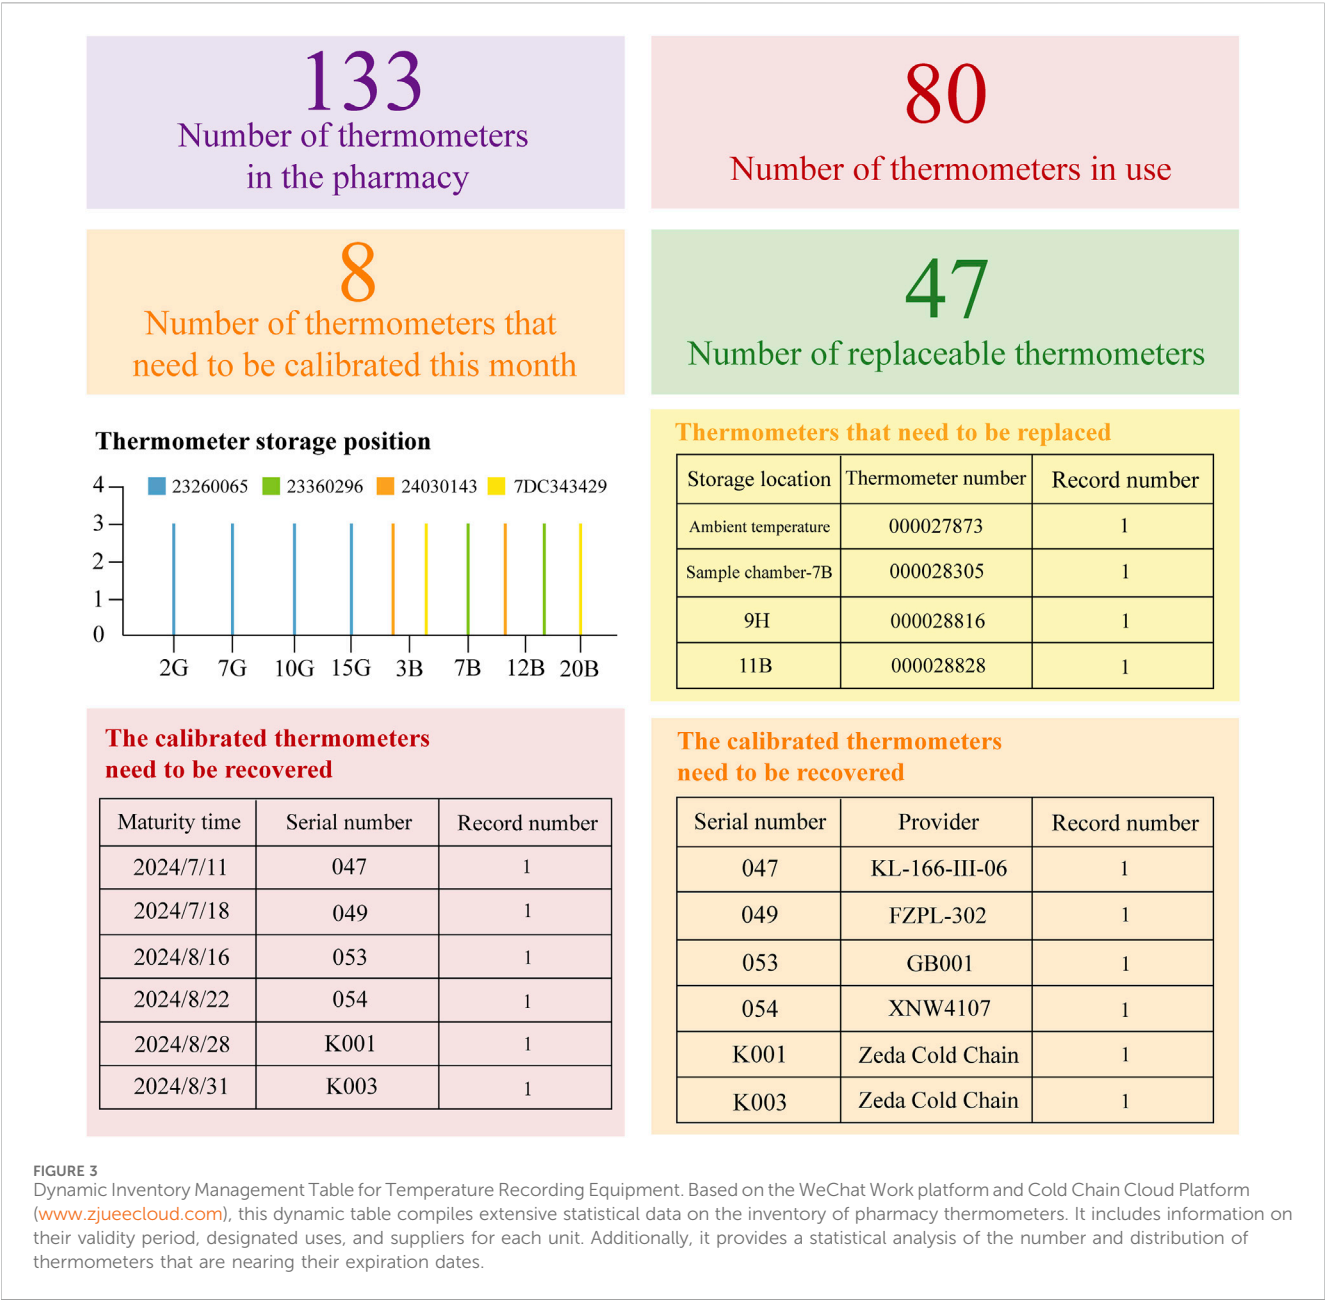 133
Number of thermometers
in the pharmacy
80
Number of thermometers in use
8
Number of thermometers that
need to be calibrated this month
47
Number of replaceable thermometers
Thermometer storage position
23260065 23360296 24030143 7DC343429
4
3
2
1
0
2G 7G 10G 15G 3B 7B 12B 20B
Thermometers that need to be replaced
Storage location Thermometer number Record number
Ambient temperature 000027873 1
Sample chamber-7B 000028305 1
9H 000028816 1
11B 000028828 1
The calibrated thermometers
need to be recovered
Maturity time Serial number Record number
2024/7/11 047 1
2024/7/18 049 1
2024/8/16 053 1
2024/8/22 054 1
2024/8/28 K001 1
2024/8/31 K003 1
The calibrated thermometers
need to be recovered
Serial number Provider Record number
047 KL-166-III-06 1
049 FZPL-302 1
053 GB001 1
054 XNW4107 1
K001 Zeda Cold Chain 1
K003 Zeda Cold Chain 1
FIGURE 3
Dynamic Inventory Management Table for Temperature Recording Equipment. Based on the WeChat Work platform and Cold Chain Cloud Platform
(www.zjueecloud.com), this dynamic table compiles extensive statistical data on the inventory of pharmacy thermometers. It includes information on
their validity period, designated uses, and suppliers for each unit. Additionally, it provides a statistical analysis of the number and distribution of
thermometers that are nearing their expiration dates.